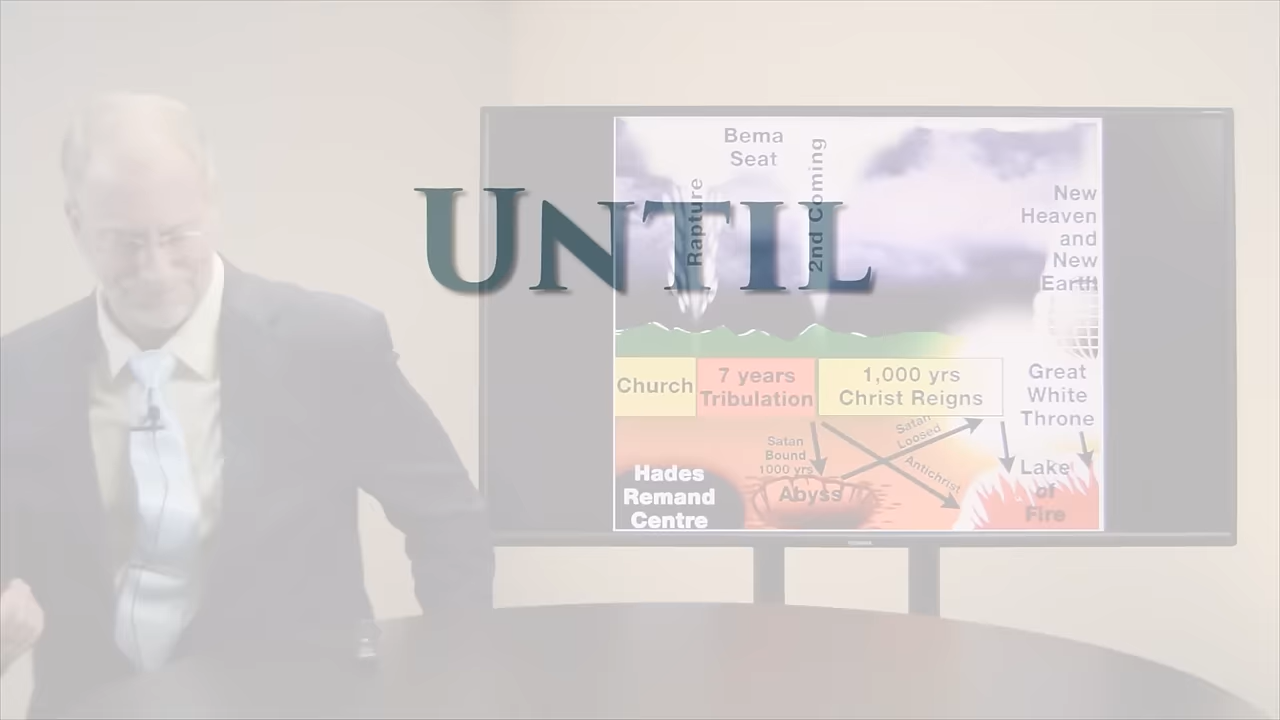 UNTIL
Bema
Seat
Rapture
2nd Coming
New
Heaven
and
New
Earth
Church
7 years
Tribulation
1,000 yrs
Christ Reigns
Great
White
Throne
Satan
Bound
1000 yrs
Satan
Loosed
Antichrist
Hades
Remand
Centre
Abyss
Lake
of
Fire